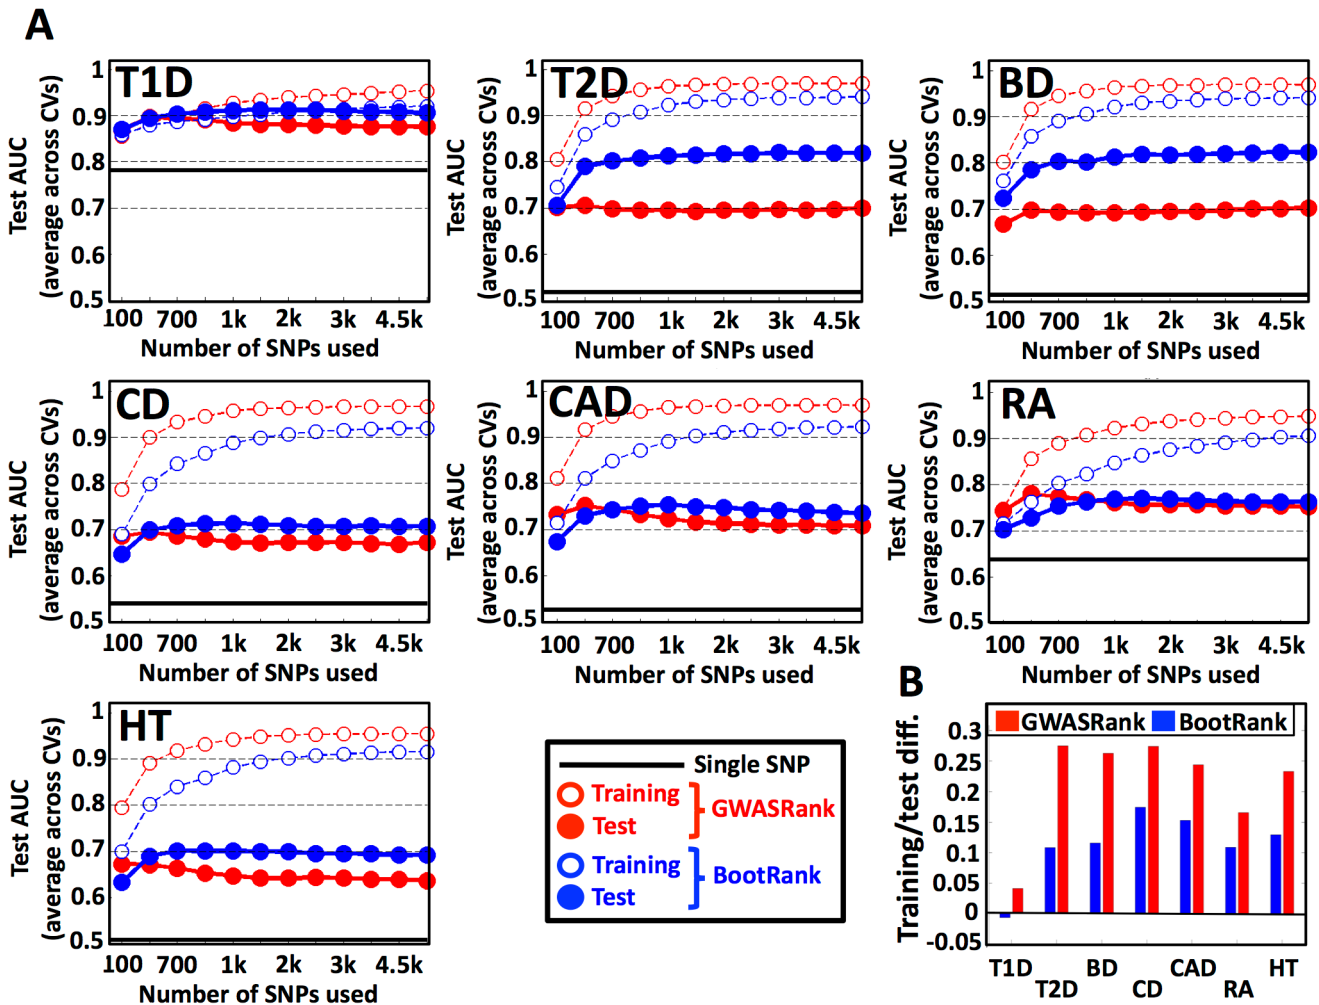 A
T1D
Test AUC
(average across CVs)
1
0.9
0.8
0.7
0.6
0.5
100 700 1k 2k 3k 4.5k
Number of SNPs used
T2D
Test AUC
(average across CVs)
1
0.9
0.8
0.7
0.6
0.5
100 700 1k 2k 3k 4.5k
Number of SNPs used
BD
Test AUC
(average across CVs)
1
0.9
0.8
0.7
0.6
0.5
100 700 1k 2k 3k 4.5k
Number of SNPs used
CD
Test AUC
(average across CVs)
1
0.9
0.8
0.7
0.6
0.5
100 700 1k 2k 3k 4.5k
Number of SNPs used
CAD
Test AUC
(average across CVs)
1
0.9
0.8
0.7
0.6
0.5
100 700 1k 2k 3k 4.5k
Number of SNPs used
RA
Test AUC
(average across CVs)
1
0.9
0.8
0.7
0.6
0.5
100 700 1k 2k 3k 4.5k
Number of SNPs used
HT
Test AUC
(average across CVs)
1
0.9
0.8
0.7
0.6
0.5
100 700 1k 2k 3k 4.5k
Number of SNPs used
Single SNP
Training
Test
GWASRank
Training
Test
BootRank
B
GWASRank BootRank
Training/test diff.
0.3
0.25
0.2
0.15
0.1
0.05
0
-0.05
T1D T2D BD CD CAD RA HT